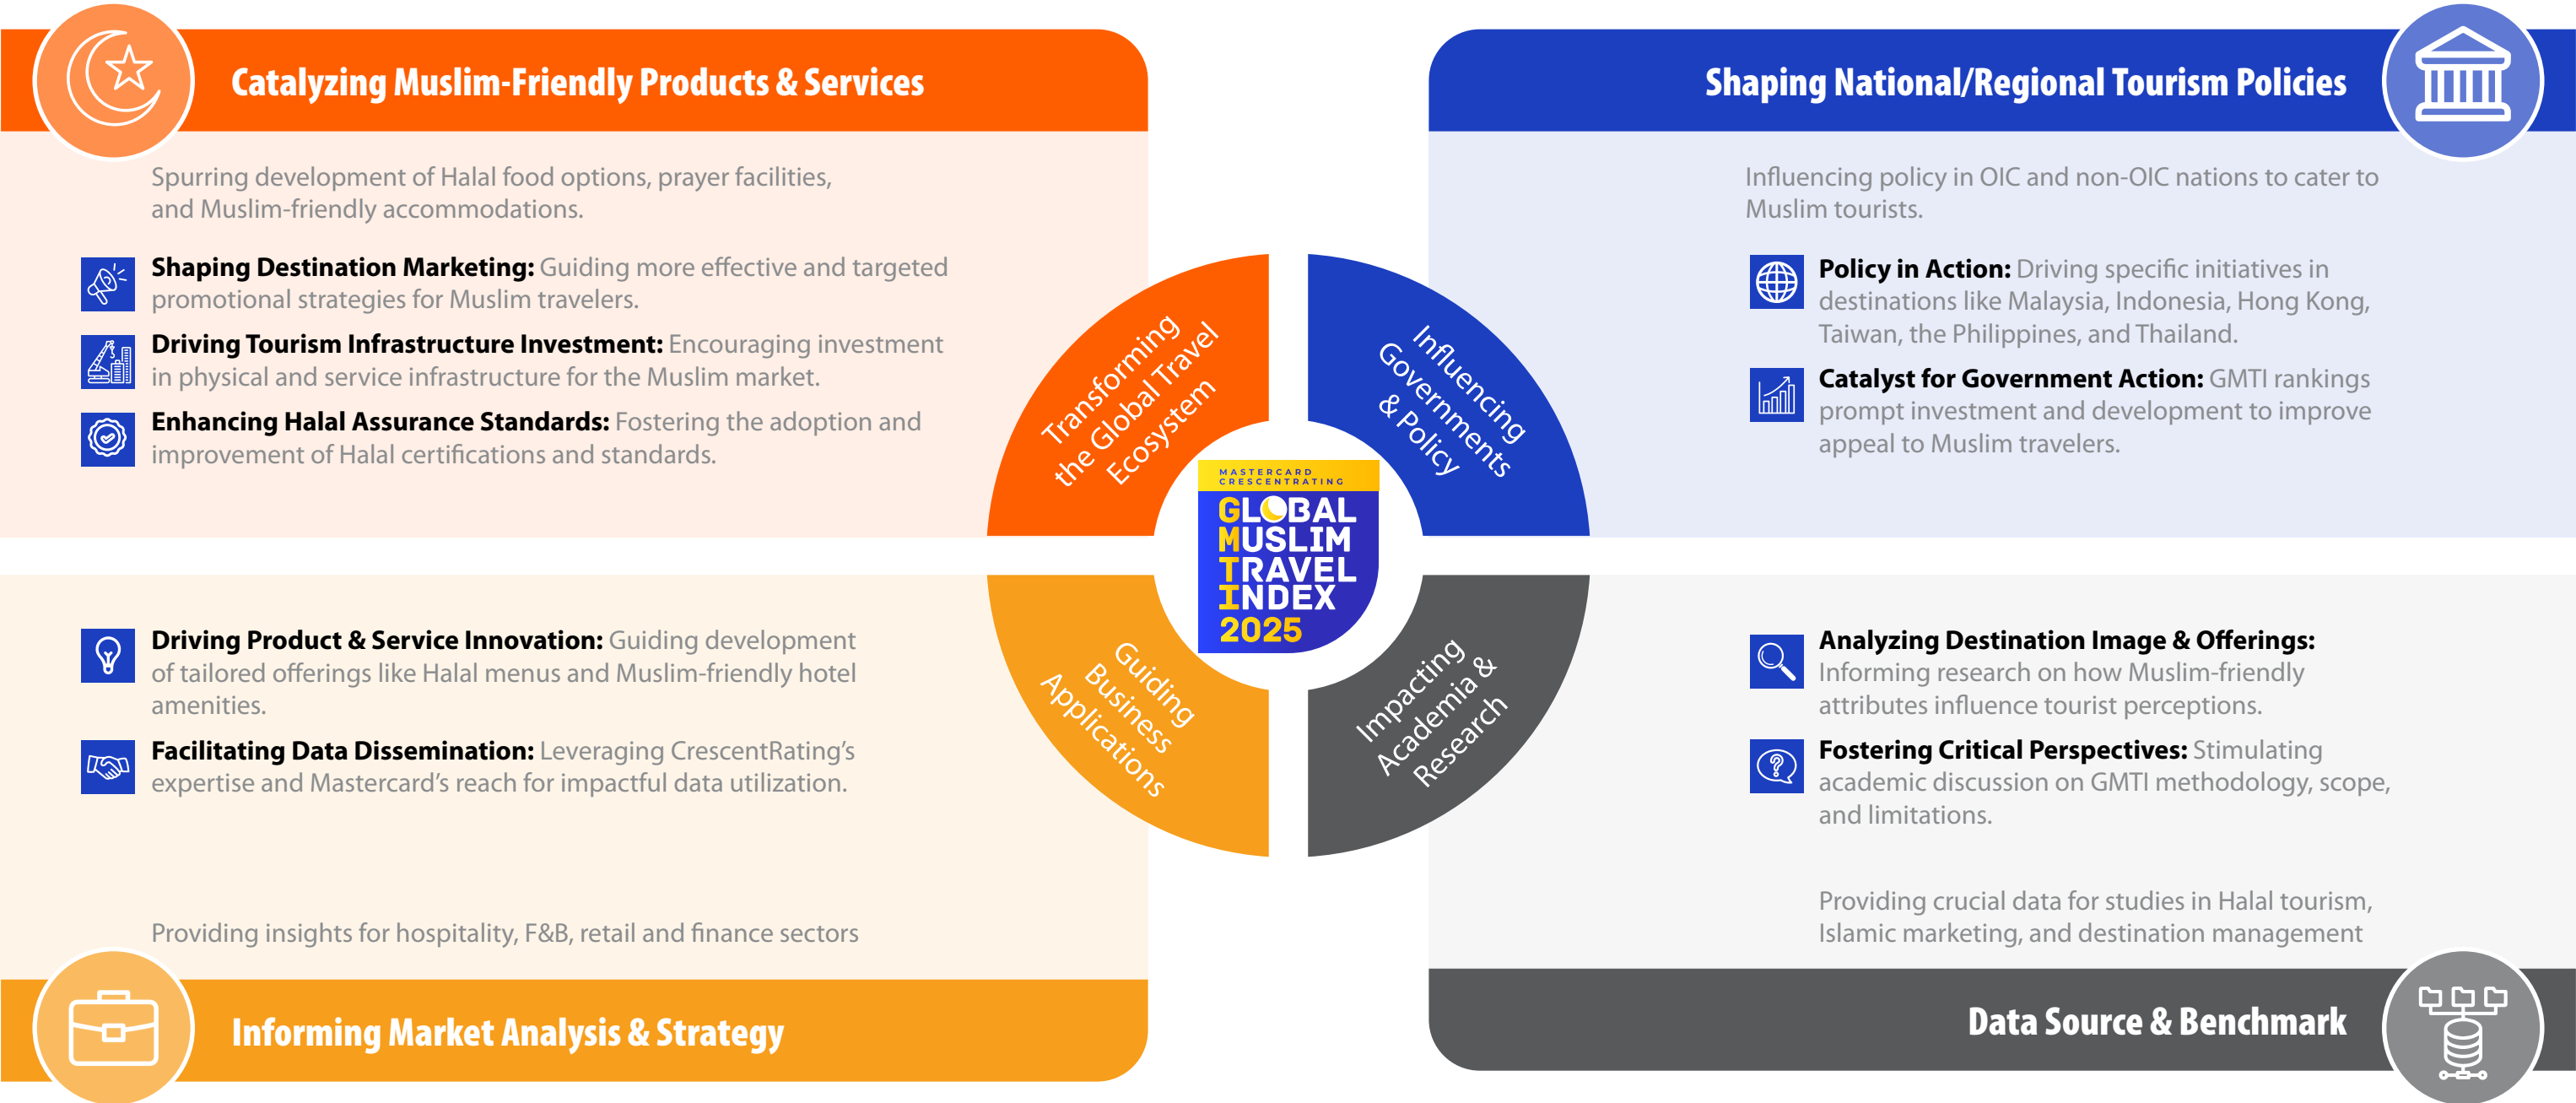 Catalyzing Muslim-Friendly Products & Services
Spurring development of Halal food options, prayer facilities,
and Muslim-friendly accommodations.
Shaping Destination Marketing: Guiding more effective and targeted
promotional strategies for Muslim travelers.
Driving Tourism Infrastructure Investment: Encouraging investment
in physical and service infrastructure for the Muslim market.
Enhancing Halal Assurance Standards: Fostering the adoption and
improvement of Halal certifications and standards.
Shaping National/Regional Tourism Policies
Influencing policy in OIC and non-OIC nations to cater to
Muslim tourists.
Policy in Action: Driving specific initiatives in
destinations like Malaysia, Indonesia, Hong Kong,
Taiwan, the Philippines, and Thailand.
Catalyst for Government Action: GMTI rankings
prompt investment and development to improve
appeal to Muslim travelers.
Transforming
the Global Travel
Ecosystem
Influencing
Governments
& Policy
MASTERCARD
CRESCENTRATING
GLOBAL
MUSLIM
TRAVEL
INDEX
2025
Guiding
Business
Applications
Impacting
Academia &
Research
Driving Product & Service Innovation: Guiding development
of tailored offerings like Halal menus and Muslim-friendly hotel
amenities.
Facilitating Data Dissemination: Leveraging CrescentRating’s
expertise and Mastercard’s reach for impactful data utilization.
Providing insights for hospitality, F&B, retail and finance sectors
Informing Market Analysis & Strategy
Analyzing Destination Image & Offerings:
Informing research on how Muslim-friendly
attributes influence tourist perceptions.
Fostering Critical Perspectives: Stimulating
academic discussion on GMTI methodology, scope,
and limitations.
Providing crucial data for studies in Halal tourism,
Islamic marketing, and destination management
Data Source & Benchmark